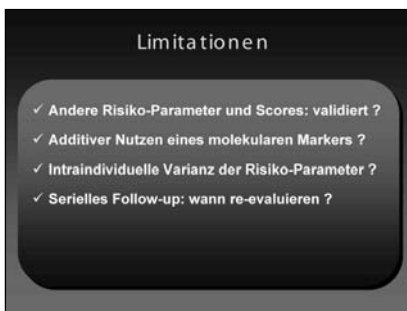 Limitationen
✓ Andere Risiko-Parameter und Scores: validiert ?
✓ Additiver Nutzen eines molekularen Markers ?
✓ Intraindividuelle Varianz der Risiko-Parameter ?
✓ Serielles Follow-up: wann re-evaluieren ?